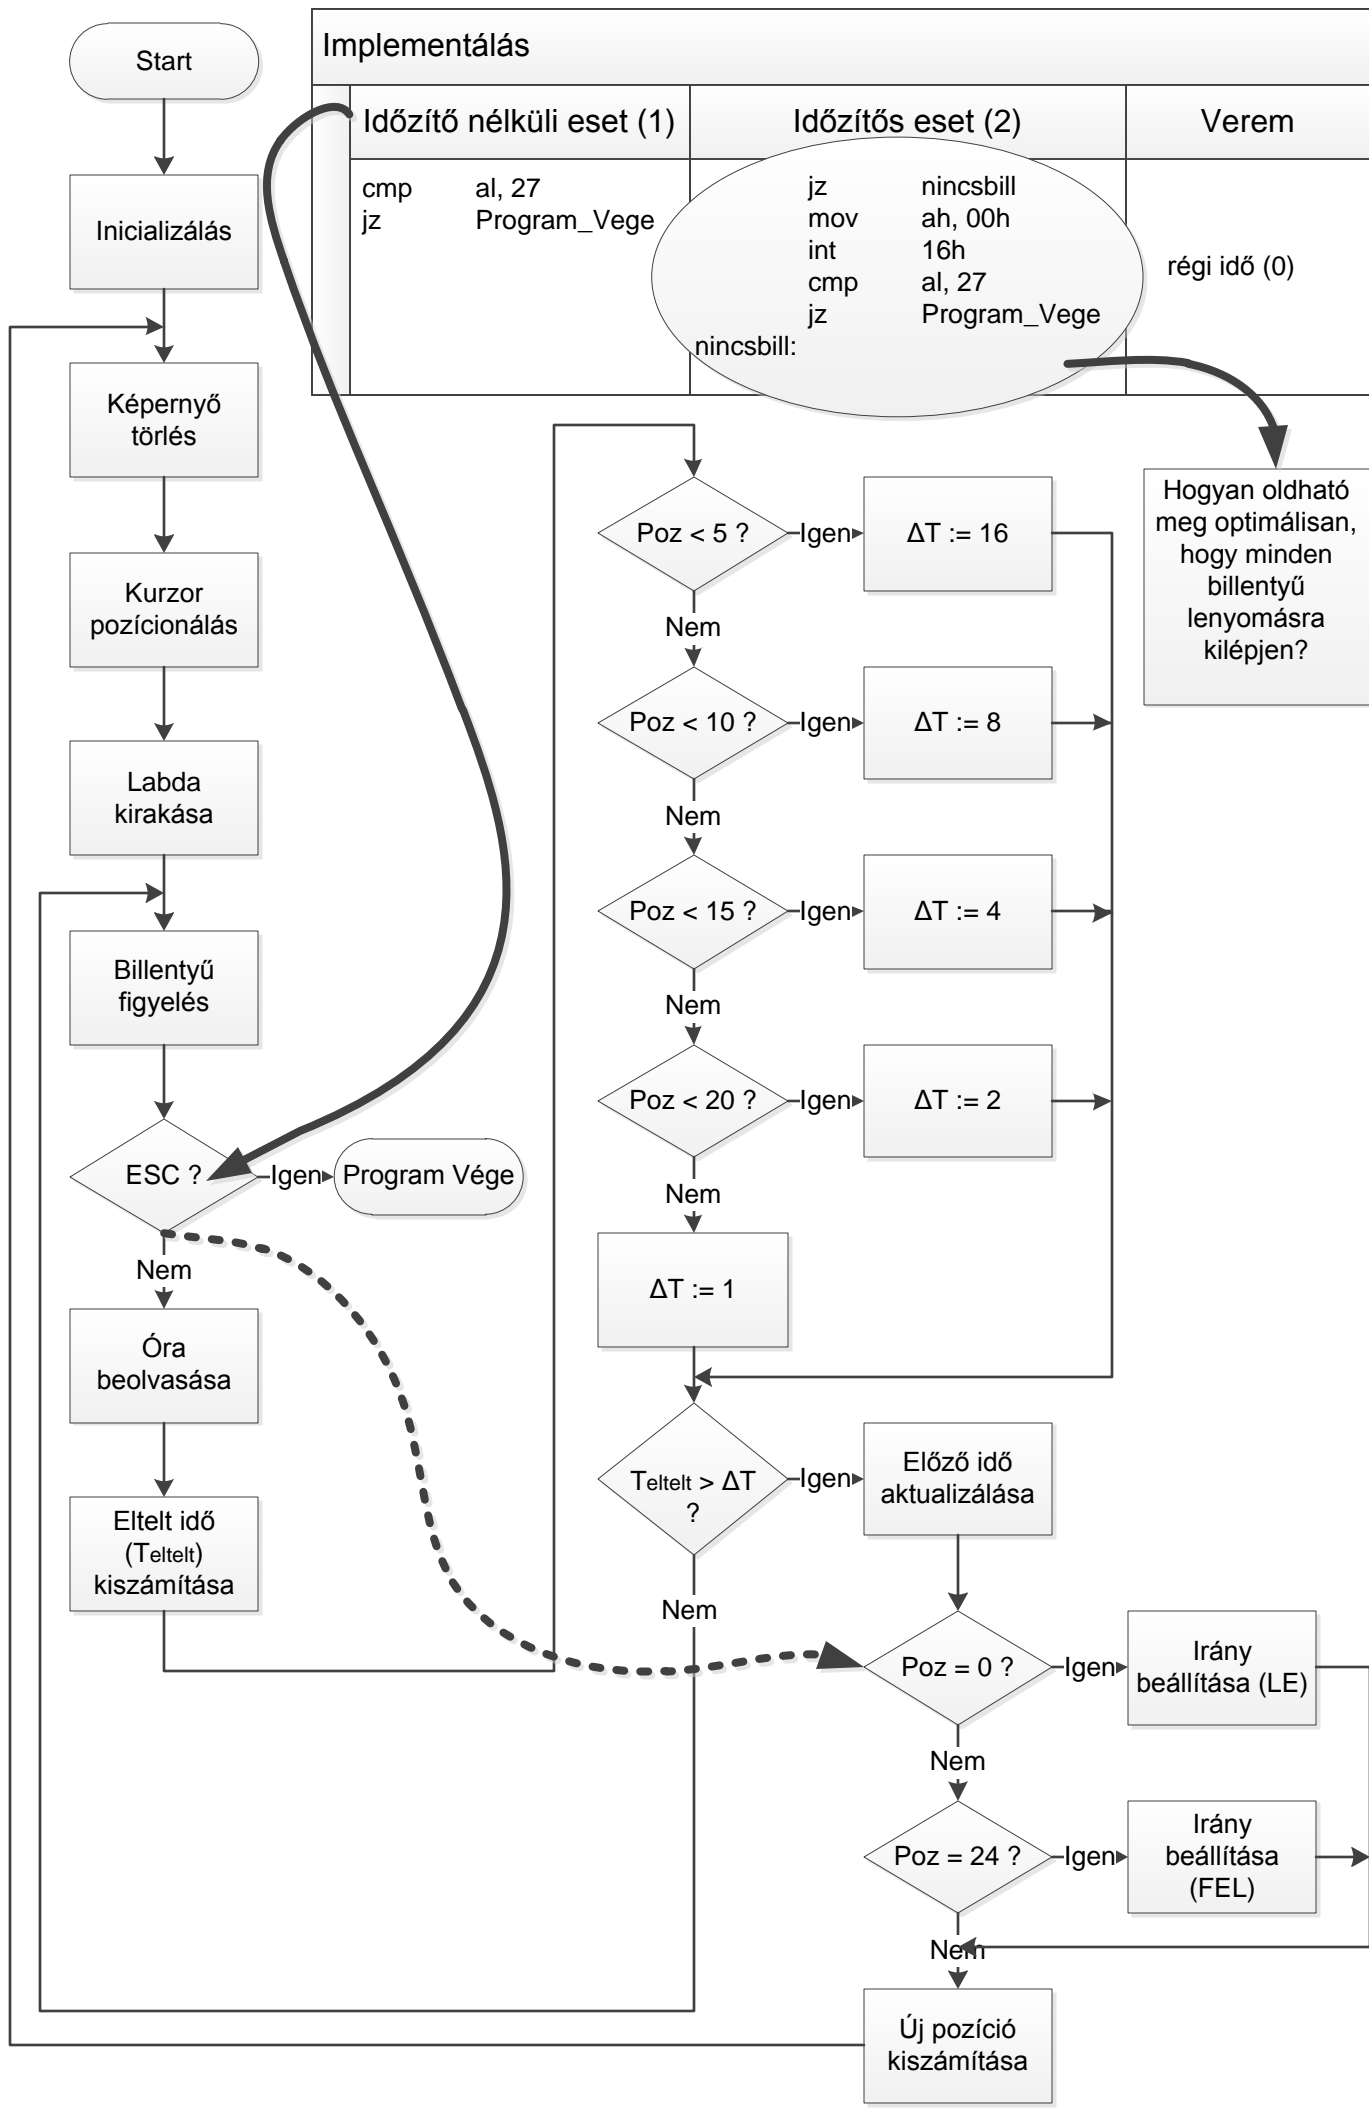 Start
Implementálás
Időzítő nélküli eset (1)
Időzítős eset (2)
Verem
cmp al, 27
jz Program_Vege
jz nincsbill
mov ah, 00h
int 16h
cmp al, 27
jz Program_Vege
nincsbill:
régi idő (0)
Hogyan oldható
meg optimálisan,
hogy minden
billentyű
lenyomásra
kilépjen?
Inicializálás
Képernyő
törlés
Kurzor
pozícionálás
Labda
kirakása
Billentyű
figyelés
ESC ?
Igen
Program Vége
Nem
Óra
beolvasása
Eltelt idő
(Teltelt)
kiszámítása
Poz < 5 ?
Igen
ΔT := 16
Nem
Poz < 10 ?
Igen
ΔT := 8
Nem
Poz < 15 ?
Igen
ΔT := 4
Nem
Poz < 20 ?
Igen
ΔT := 2
Nem
ΔT := 1
Teltelt > ΔT
?
Igen
Előző idő
aktualizálása
Nem
Poz = 0 ?
Igen
Irány
beállítása (LE)
Nem
Poz = 24 ?
Igen
Irány
beállítása
(FEL)
Nem
Új pozíció
kiszámítása